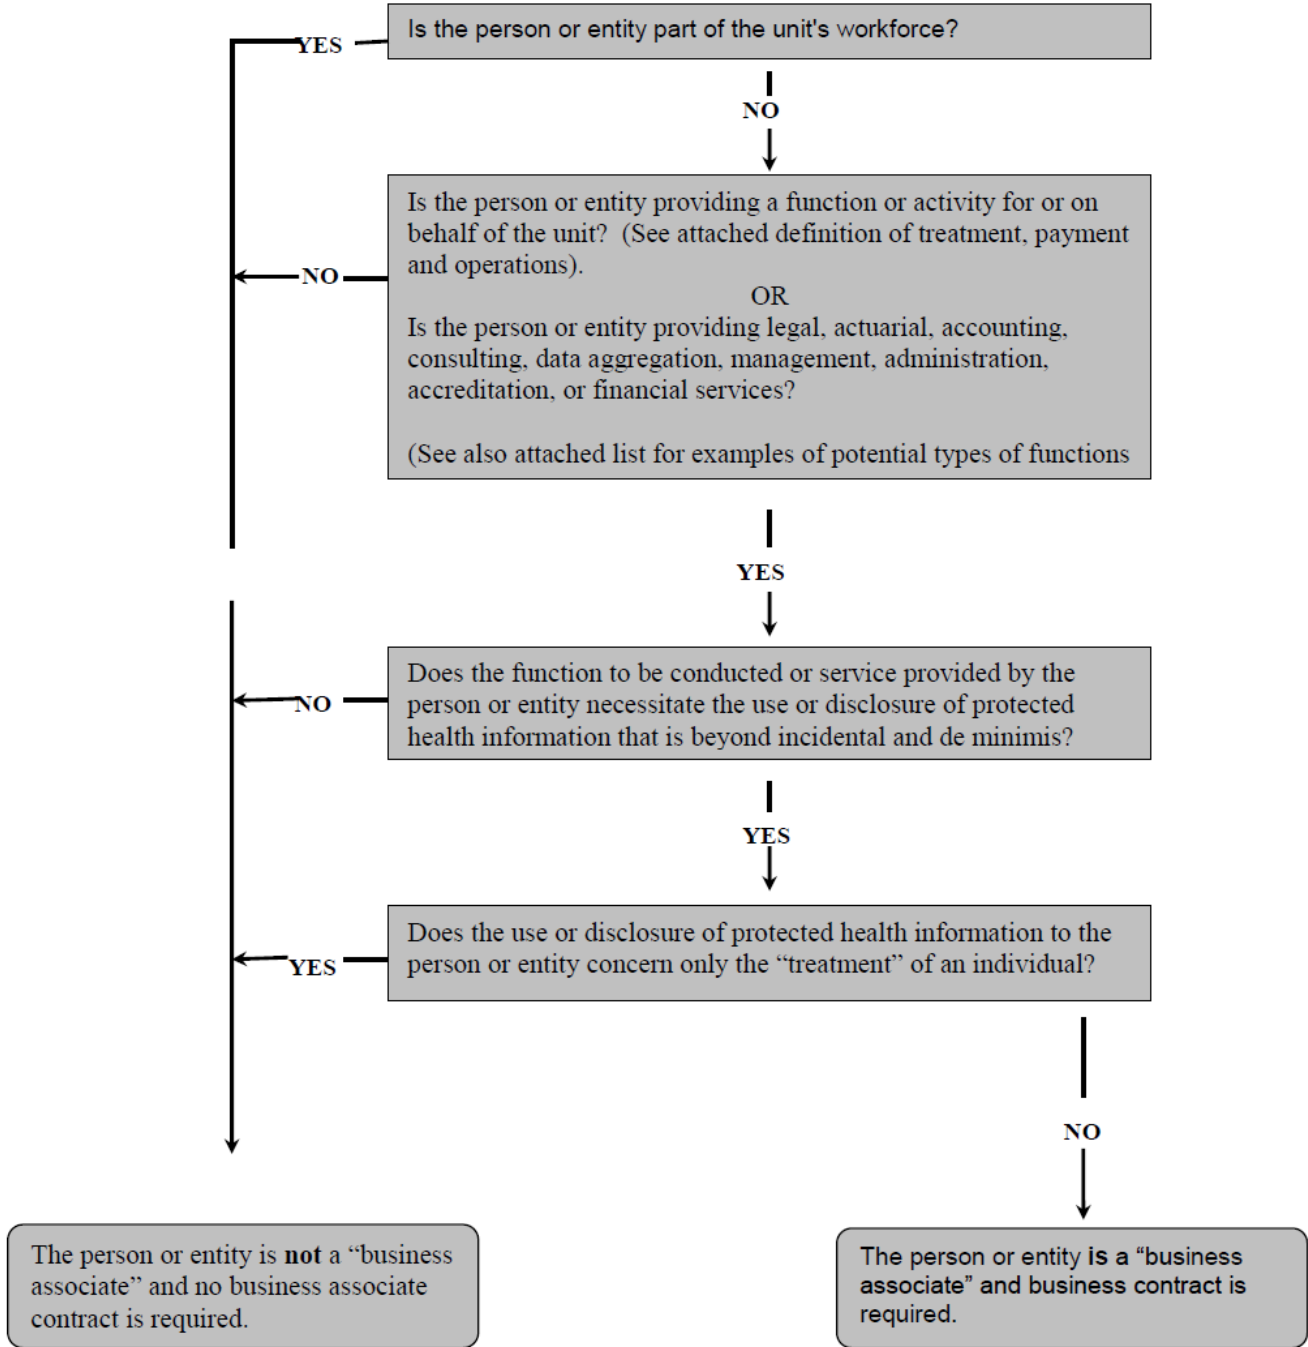 Is the person or entity part of the unit's workforce?
YES
NO
Is the person or entity providing a function or activity for or on
behalf of the unit?  (See attached definition of treatment, payment
and operations).
OR
Is the person or entity providing legal, actuarial, accounting,
consulting, data aggregation, management, administration,
accreditation, or financial services?
(See also attached list for examples of potential types of functions
NO
YES
Does the function to be conducted or service provided by the
person or entity necessitate the use or disclosure of protected
health information that is beyond incidental and de minimis?
NO
YES
Does the use or disclosure of protected health information to the
person or entity concern only the “treatment” of an individual?
YES
NO
The person or entity is not a “business
associate” and no business associate
contract is required.
The person or entity is a “business
associate” and business contract is
required.